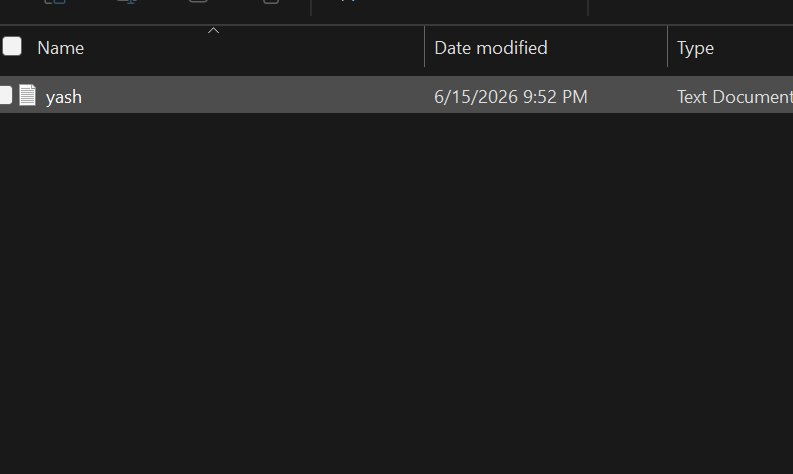 Name Date modified Type
yash 6/15/2026 9:52 PM Text Document